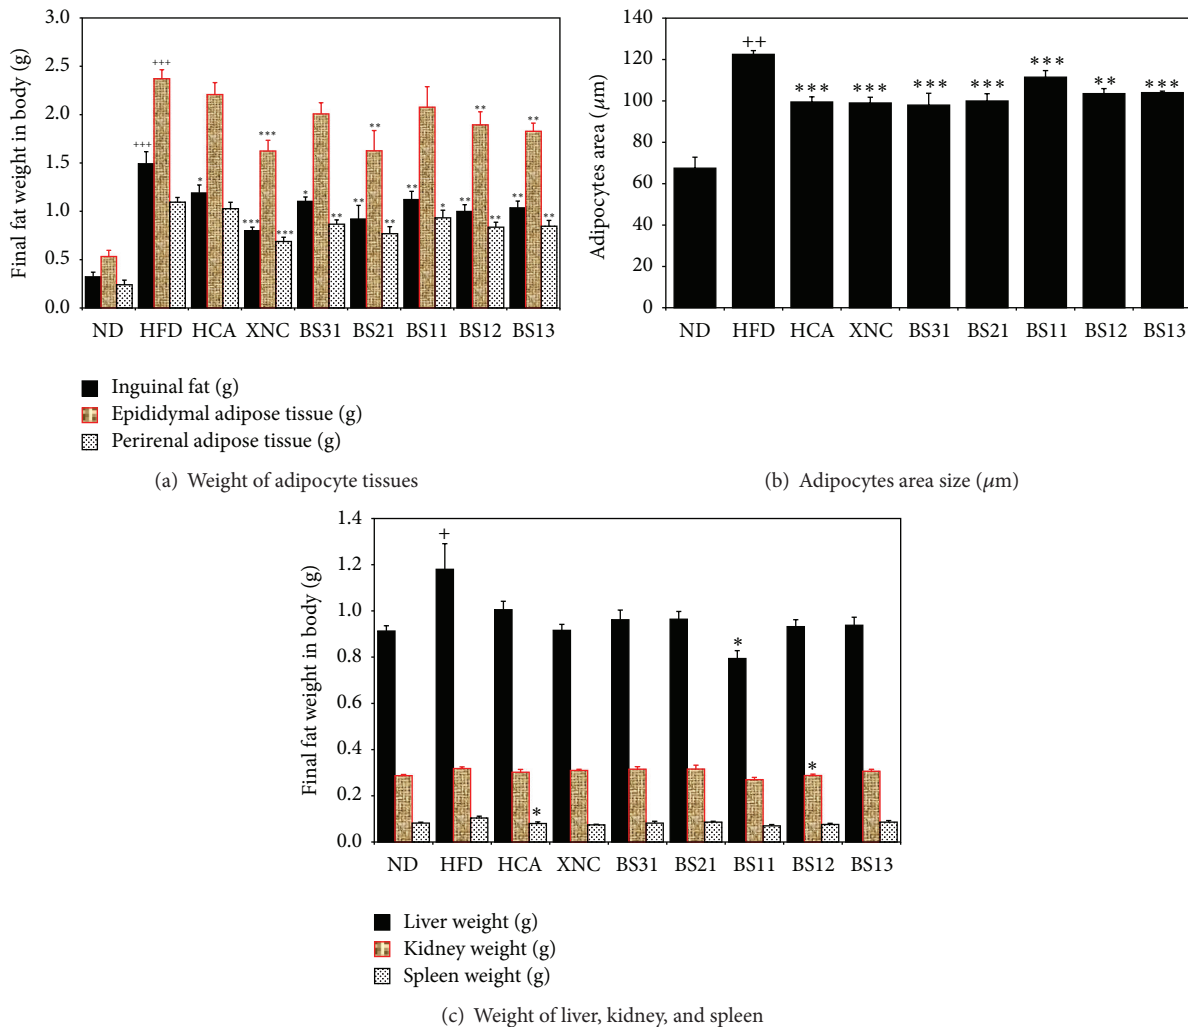 3.0
2.5
2.0
1.5
1.0
0.5
0.0
Final fat weight in body (g)
+++
+++
*
***
***
*
**
**
**
**
**
*
**
**
**
**
**
**
ND HFD HCA XNC BS31 BS21 BS11 BS12 BS13
Inguinal fat (g)
Epididymal adipose tissue (g)
Perirenal adipose tissue (g)
(a) Weight of adipocyte tissues
140
120
100
80
60
40
20
0
Adipocytes area (μm)
++
*** *** *** *** *** ** ***
ND HFD HCA XNC BS31 BS21 BS11 BS12 BS13
(b) Adipocytes area size (μm)
1.4
1.2
1.0
0.8
0.6
0.4
0.2
0.0
Final fat weight in body (g)
+
*
*
*
ND HFD HCA XNC BS31 BS21 BS11 BS12 BS13
Liver weight (g)
Kidney weight (g)
Spleen weight (g)
(c) Weight of liver, kidney, and spleen